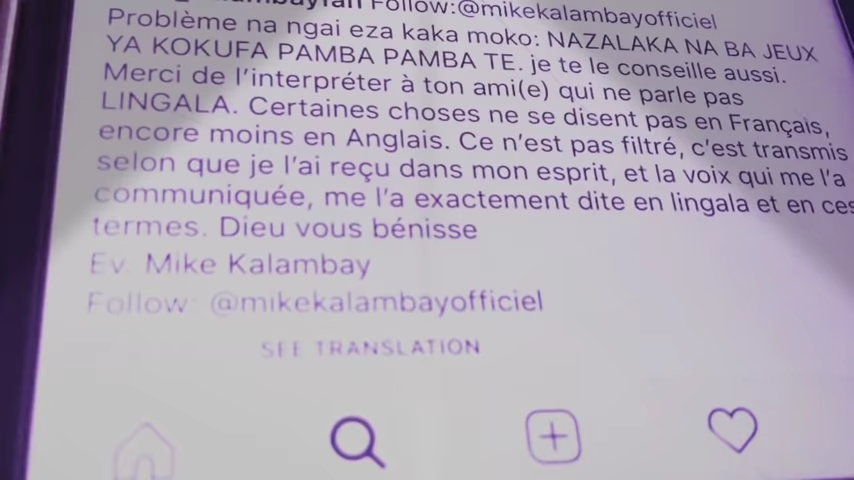 Follow:@mikekalambayofficiel
Problème na ngai eza kaka moko: NAZALAKA NA BA JEUX
YA KOKUFA PAMBA PAMBA TE. je te le conseille aussi.
Merci de l'interpréter à ton ami(e) qui ne parle pas
LINGALA. Certaines choses ne se disent pas en Français,
encore moins en Anglais. Ce n'est pas filtré, c'est transmis
selon que je l'ai reçu dans mon esprit, et la voix qui me l'a
communiquée, me l'a exactement dite en lingala et en ces
termes. Dieu vous bénisse
Ev. Mike Kalambay
Follow: @mikekalambayofficiel
SEE TRANSLATION